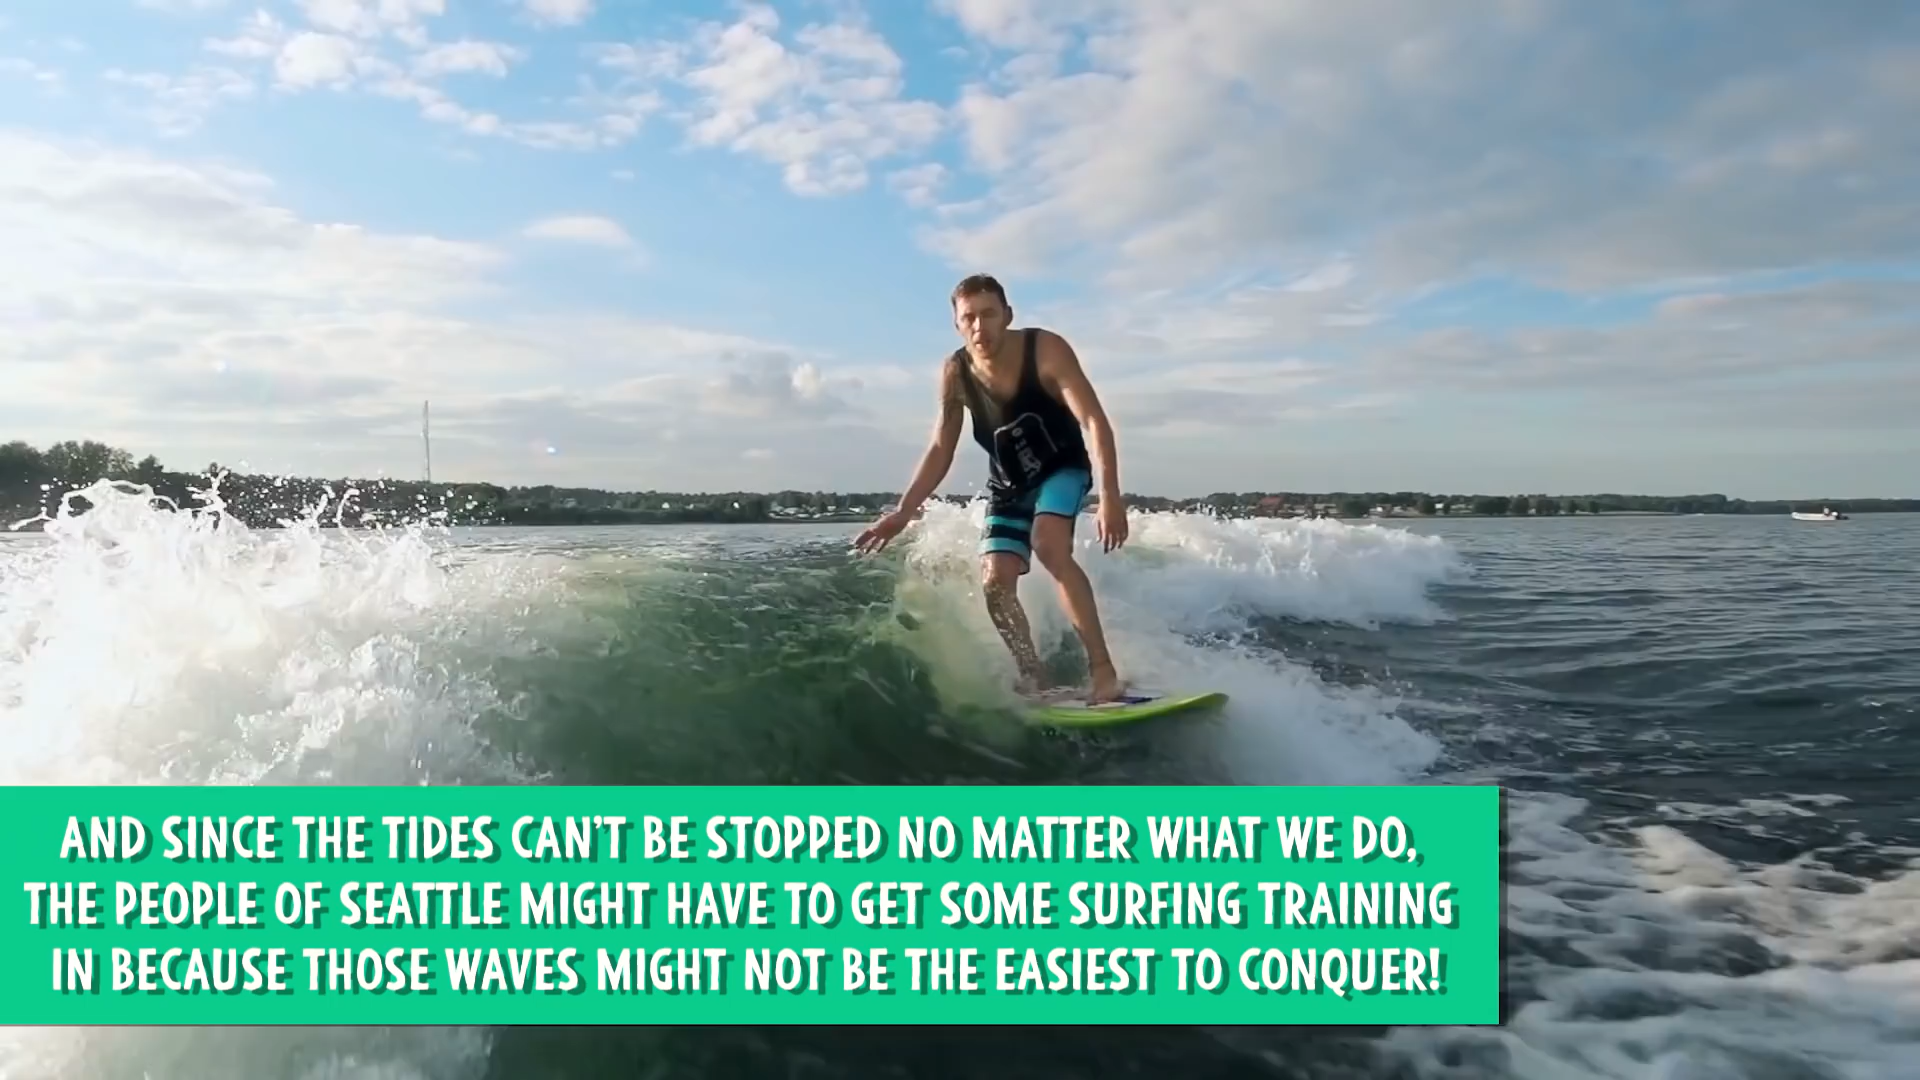 AND SINCE THE TIDES CAN'T BE STOPPED NO MATTER WHAT WE DO,
THE PEOPLE OF SEATTLE MIGHT HAVE TO GET SOME SURFING TRAINING
IN BECAUSE THOSE WAVES MIGHT NOT BE THE EASIEST TO CONQUER!